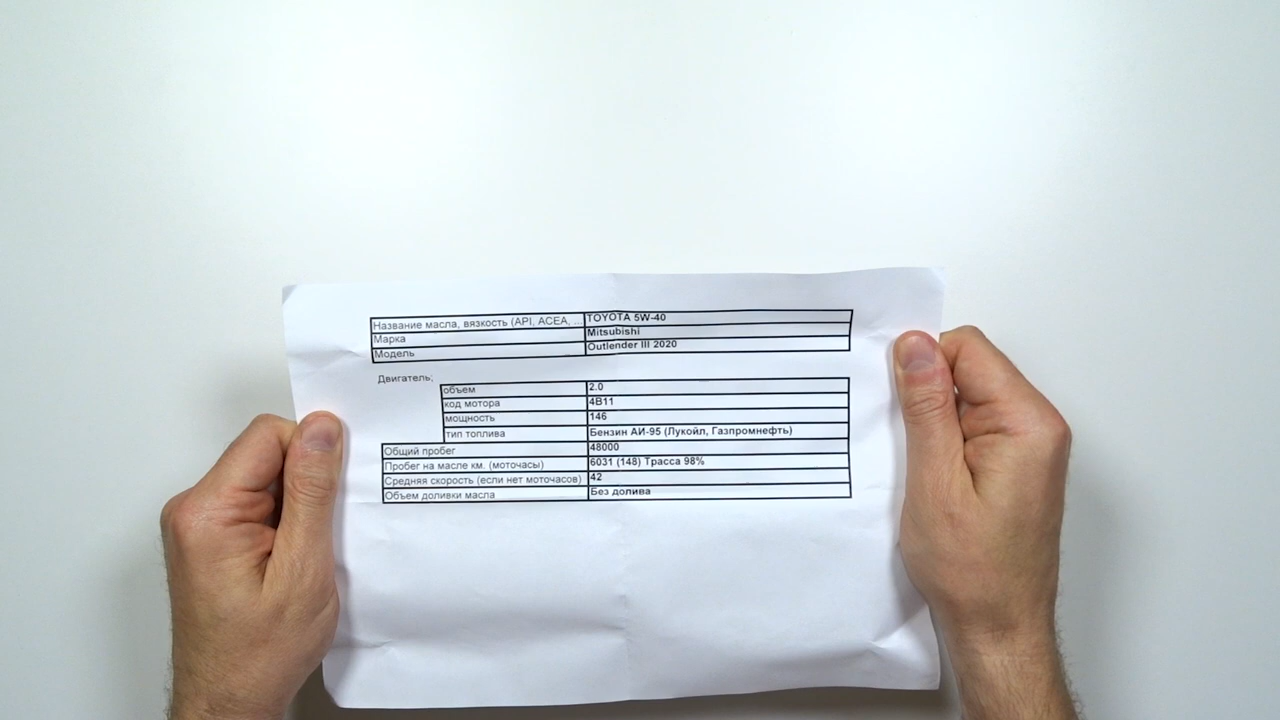 Название масла, вязкость (API, ACEA, ... TOYOTA 5W-40
Марка Mitsubishi
Модель Outlender III 2020
Двигатель;
объем 2.0
код мотора 4B11
мощность 146
тип топлива Бензин АИ-95 (Лукойл, Газпромнефть)
Общий пробег 48000
Пробег на масле км. (моточасы) 6031 (148) Трасса 98%
Средняя скорость (если нет моточасов) 42
Объем доливки масла Без долива